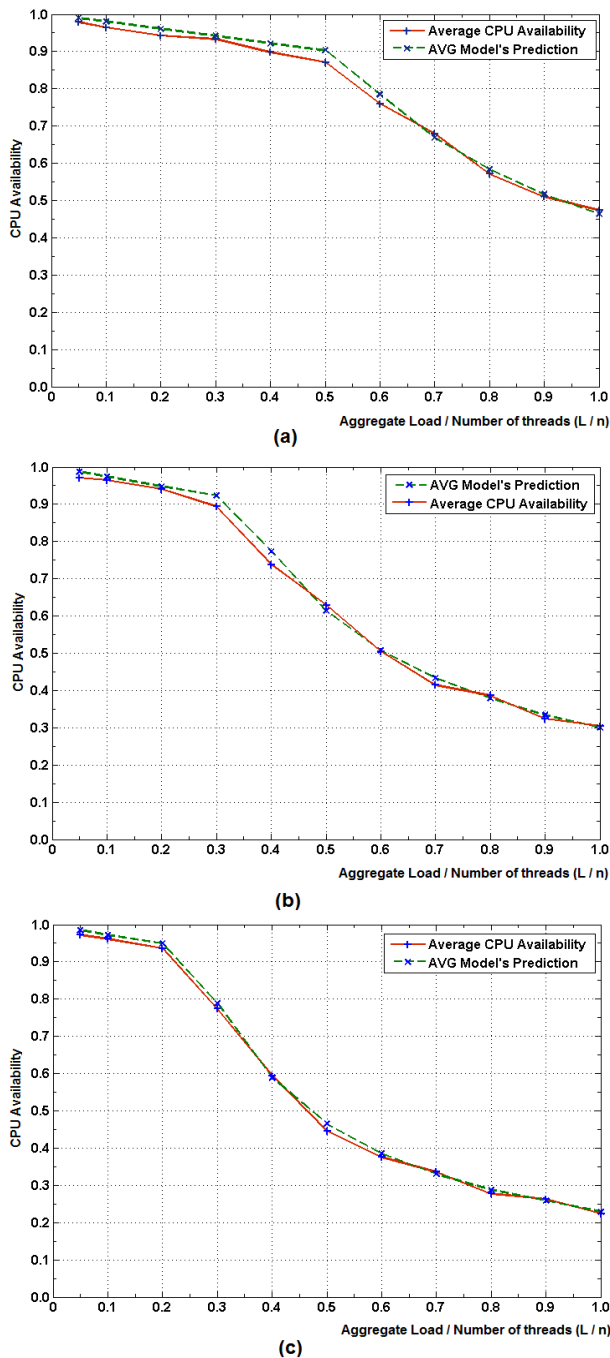 1.0
Average CPU Availability
AVG Model's Prediction
0.9
0.8
0.7
0.6
0.5
0.4
0.3
0.2
0.1
0.0
CPU Availability
0 0.1 0.2 0.3 0.4 0.5 0.6 0.7 0.8 0.9 1.0
Aggregate Load / Number of threads (L / n)
(a)
1.0
AVG Model's Prediction
Average CPU Availability
0.9
0.8
0.7
0.6
0.5
0.4
0.3
0.2
0.1
0.0
CPU Availability
0 0.1 0.2 0.3 0.4 0.5 0.6 0.7 0.8 0.9 1.0
Aggregate Load / Number of threads (L / n)
(b)
1.0
Average CPU Availability
AVG Model's Prediction
0.9
0.8
0.7
0.6
0.5
0.4
0.3
0.2
0.1
0.0
CPU Availability
0 0.1 0.2 0.3 0.4 0.5 0.6 0.7 0.8 0.9 1.0
Aggregate Load / Number of threads (L / n)
(c)